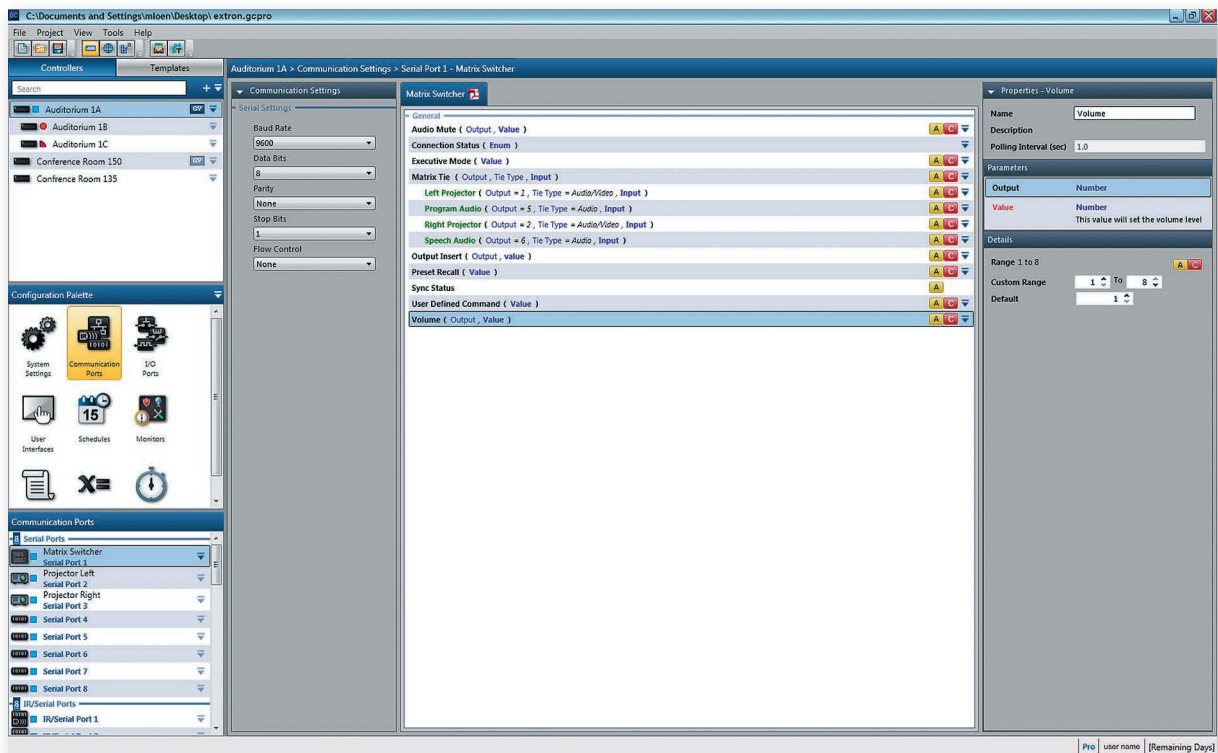 GC C:\Documents and Settings\mloen\Desktop\ extron.gcpro
File Project View Tools Help
Controllers Templates
Search
Auditorium 1A
Auditorium 1B
Auditorium 1C
Conference Room 150
Confrence Room 135
Configuration Palette
System Settings
Communication Ports
I/O Ports
15
User Interfaces
Schedules
Monitors
X=
Communication Ports
8 Serial Ports
Matrix Switcher
Serial Port 1
Projector Left
Serial Port 2
Projector Right
Serial Port 3
Serial Port 4
Serial Port 5
Serial Port 6
Serial Port 7
Serial Port 8
8 IR/Serial Ports
IR/Serial Port 1
Auditorium 1A > Communication Settings > Serial Port 1 - Matrix Switcher
Communication Settings
Serial Settings
Baud Rate
9600
Data Bits
8
Parity
None
Stop Bits
1
Flow Control
None
Matrix Switcher
General
Audio Mute ( Output , Value ) A C
Connection Status ( Enum )
Executive Mode ( Value ) A C
Matrix Tie ( Output , Tie Type , Input ) A C
Left Projector ( Output = 1 , Tie Type = Audio/Video , Input ) A C
Program Audio ( Output = 5 , Tie Type = Audio , Input ) A C
Right Projector ( Output = 2 , Tie Type = Audio/Video , Input ) A C
Speech Audio ( Output = 6 , Tie Type = Audio , Input ) A C
Output Insert ( Output , value ) A C
Preset Recall ( Value ) A C
Sync Status A
User Defined Command ( Value ) A C
Volume ( Output , Value ) A C
Properties - Volume
Name Volume
Description
Polling Interval (sec) 1.0
Parameters
Output Number
Value Number
This value will set the volume level
Details
Range 1 to 8 A C
Custom Range 1 To 8
Default 1
Pro user name [Remaining Days]